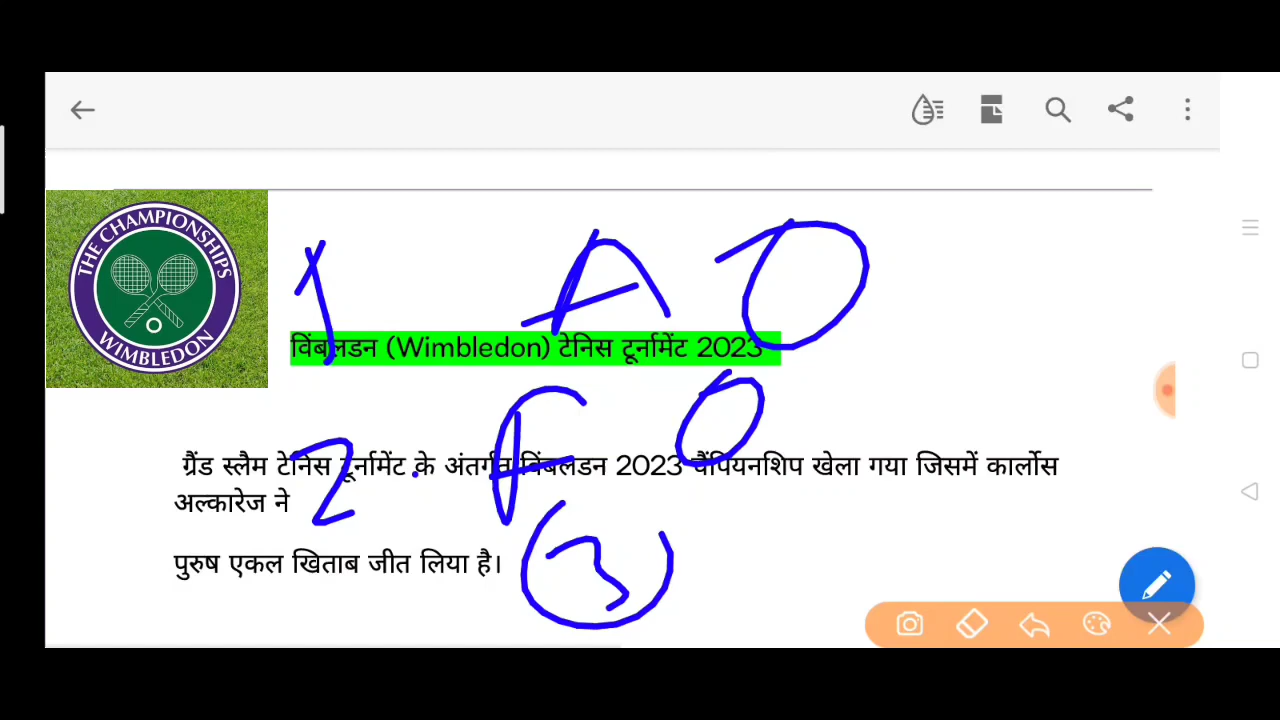 THE CHAMPIONSHIPS
WIMBLEDON
1 A O
विंबलडन (Wimbledon) टेनिस टूर्नामेंट 2023
2. F O
ग्रैंड स्लैम टेनिस टूर्नामेंट के अंतर्गत विंबलडन 2023 चैंपियनशिप खेला गया जिसमें कार्लोस
अल्कारेज ने
3
पुरुष एकल खिताब जीत लिया है।